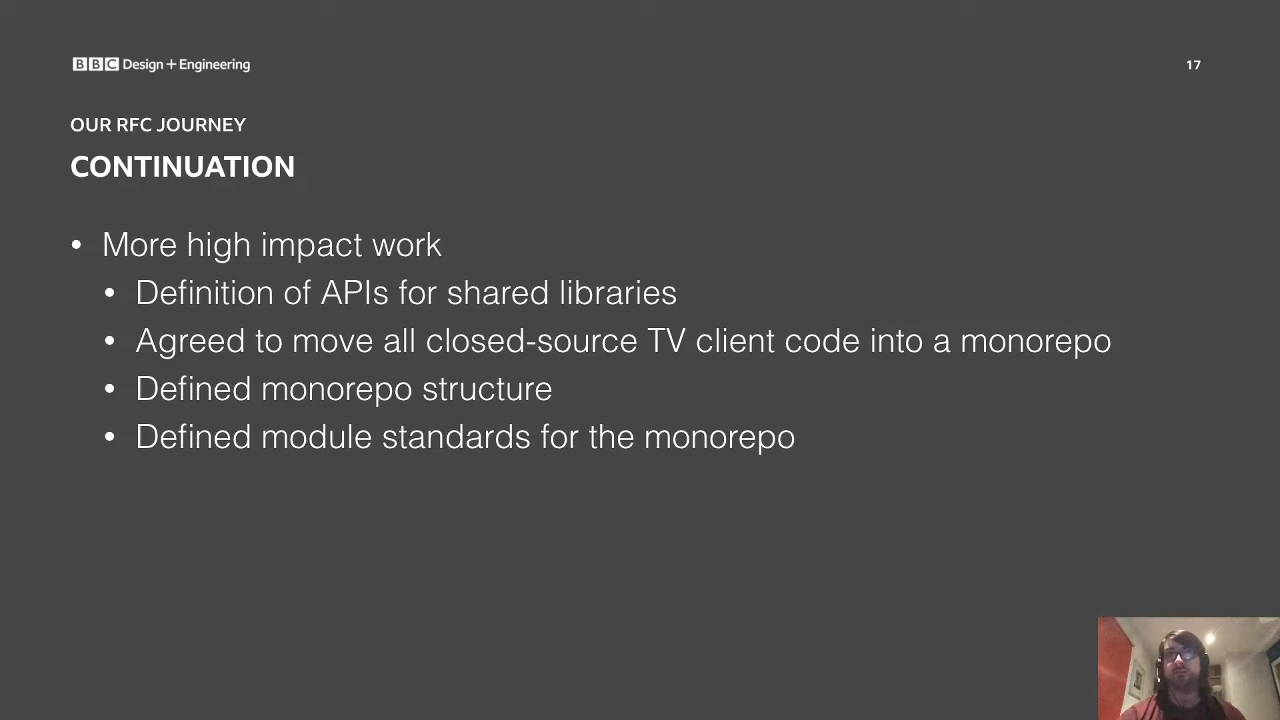 BBC Design + Engineering
17
OUR RFC JOURNEY
CONTINUATION
• More high impact work
• Definition of APIs for shared libraries
• Agreed to move all closed-source TV client code into a monorepo
• Defined monorepo structure
• Defined module standards for the monorepo